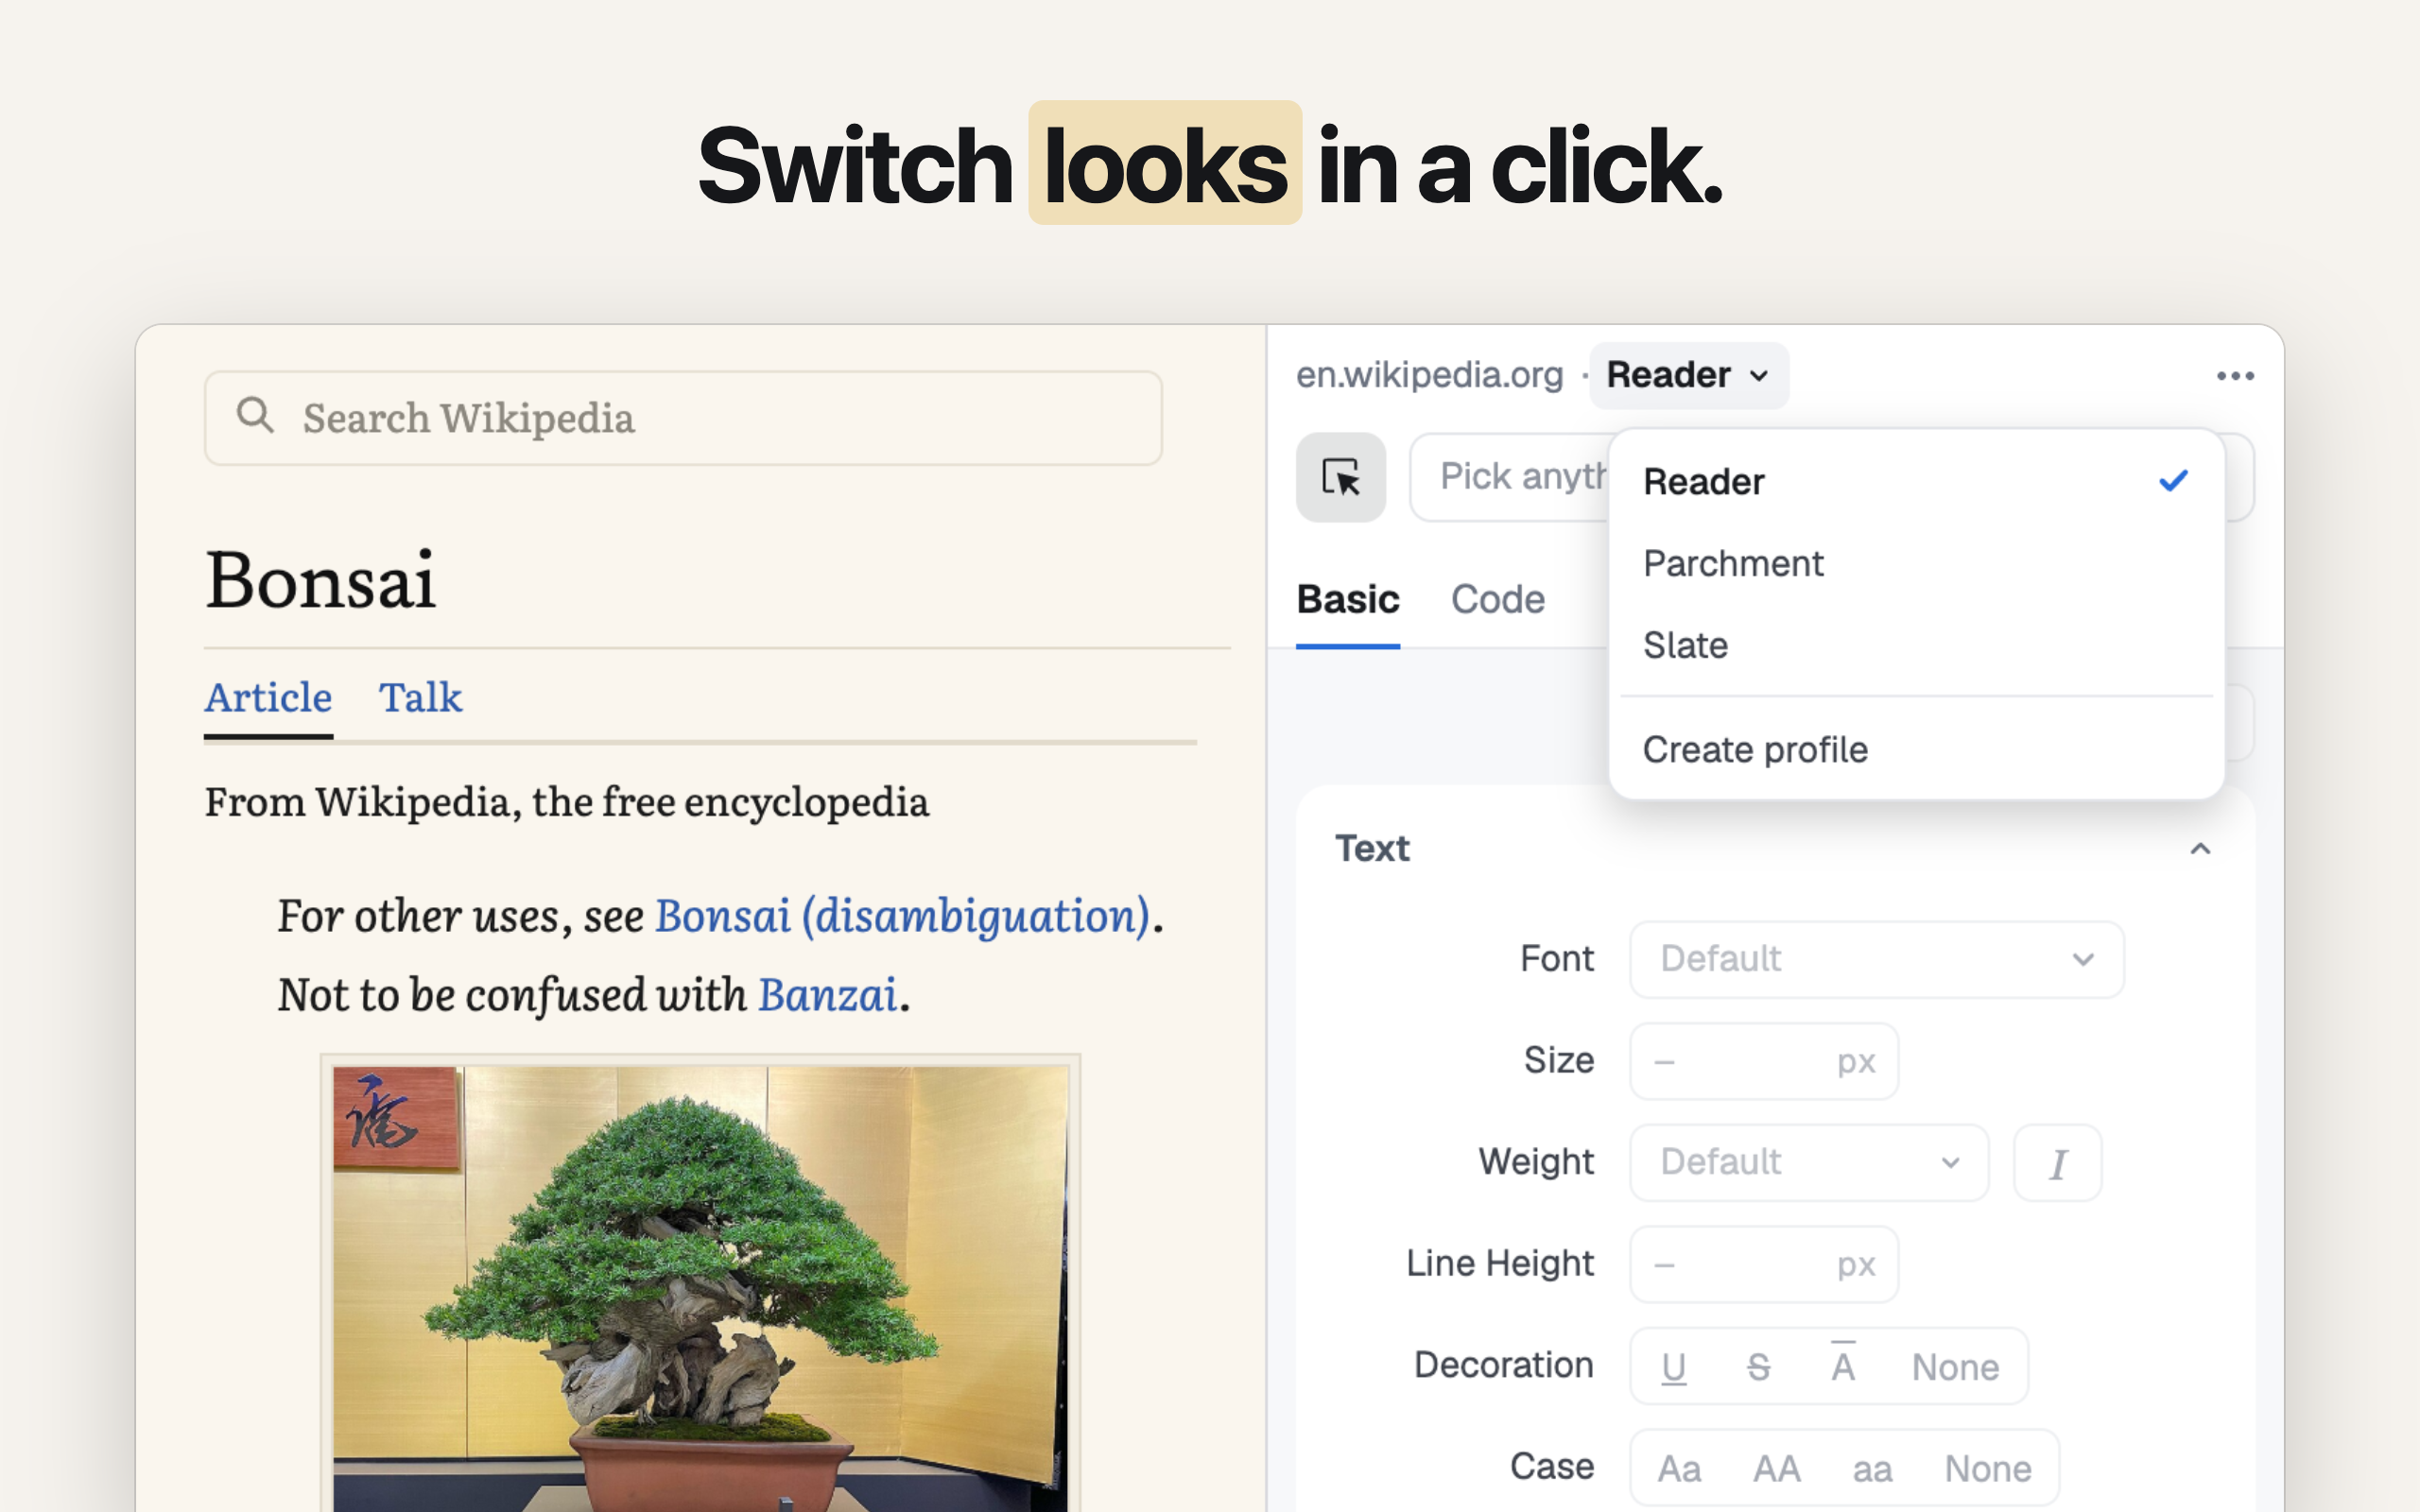 Switch looks in a click.
Search Wikipedia
Bonsai
Article Talk
From Wikipedia, the free encyclopedia
For other uses, see Bonsai (disambiguation).
Not to be confused with Banzai.
en.wikipedia.org · Reader
Pick anyth
Reader
Parchment
Slate
Create profile
Basic Code
Text
Font Default
Size – px
Weight Default I
Line Height – px
Decoration U S A None
Case Aa AA aa None